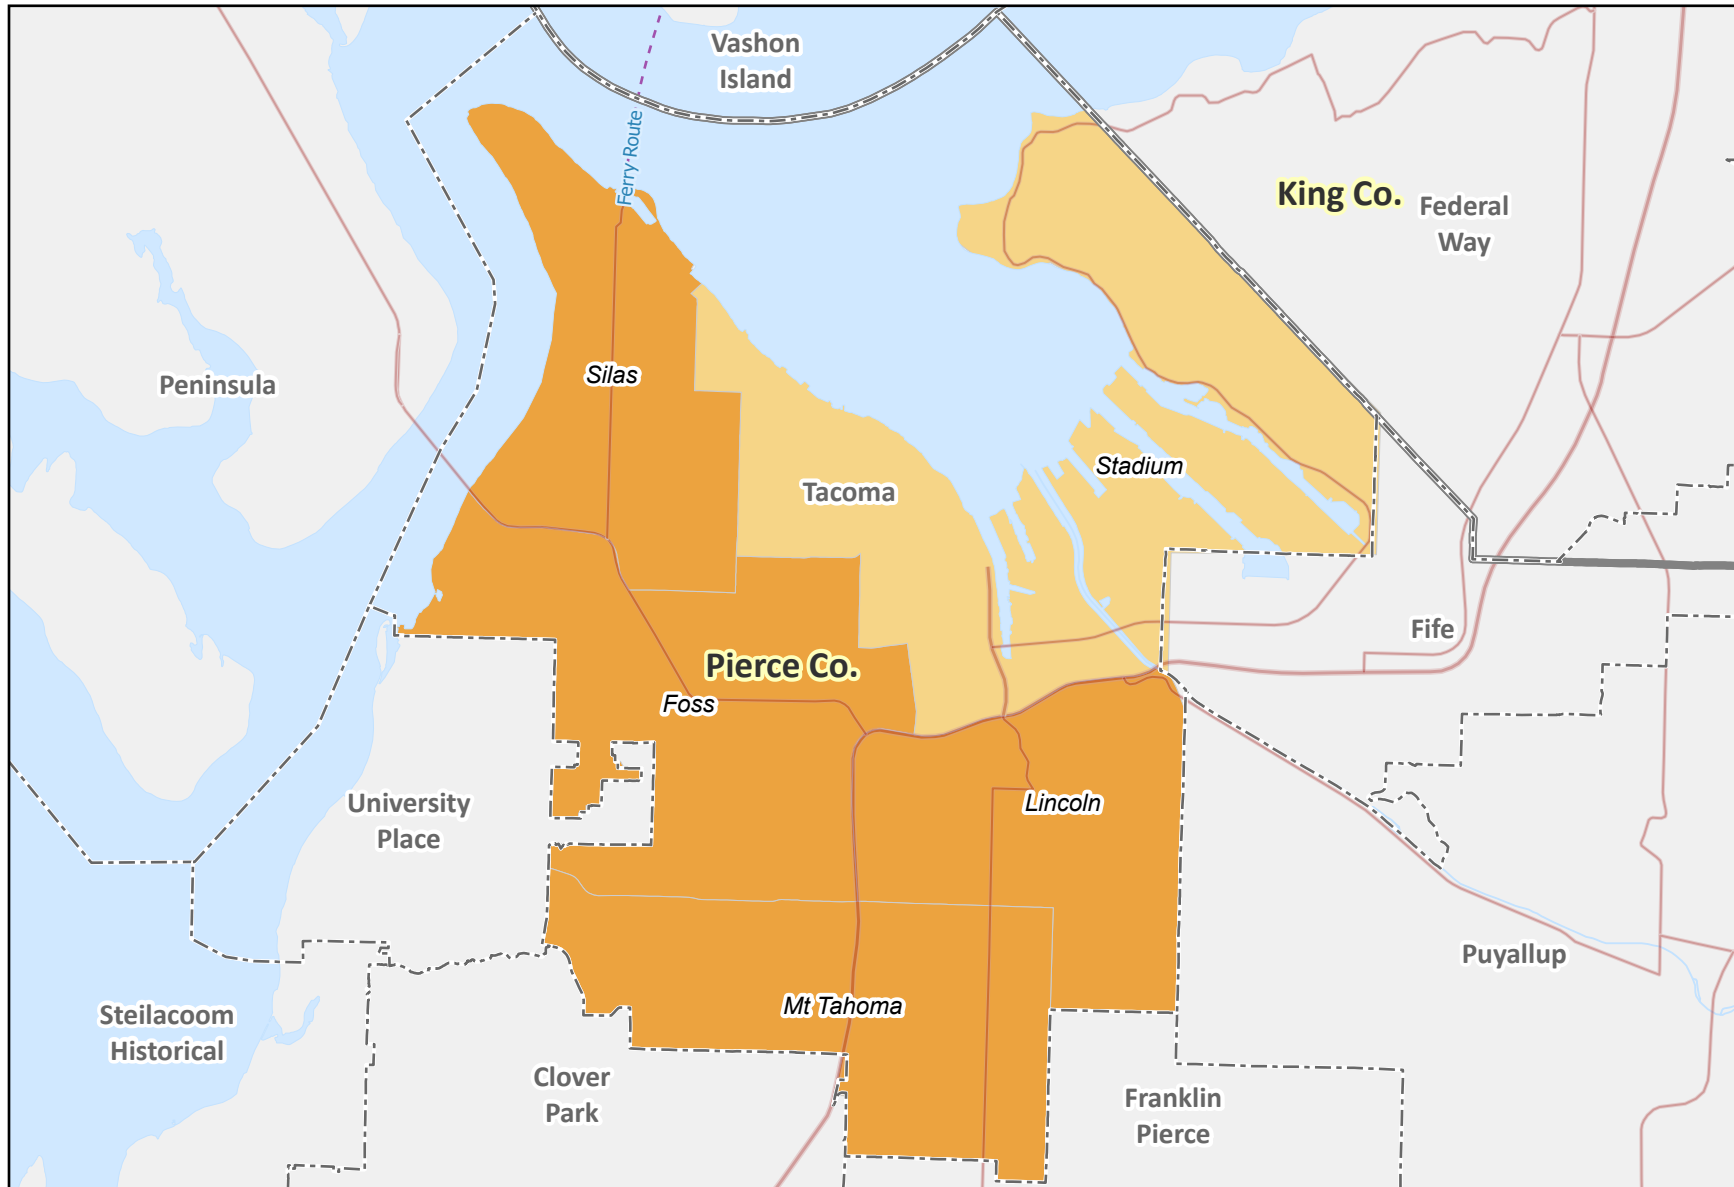 Vashon
Island
Ferry Route
King Co.
Federal
Way
Peninsula
Silas
Stadium
Tacoma
Fife
Pierce Co.
Foss
University
Place
Lincoln
Puyallup
Mt Tahoma
Steilacoom
Historical
Clover
Park
Franklin
Pierce